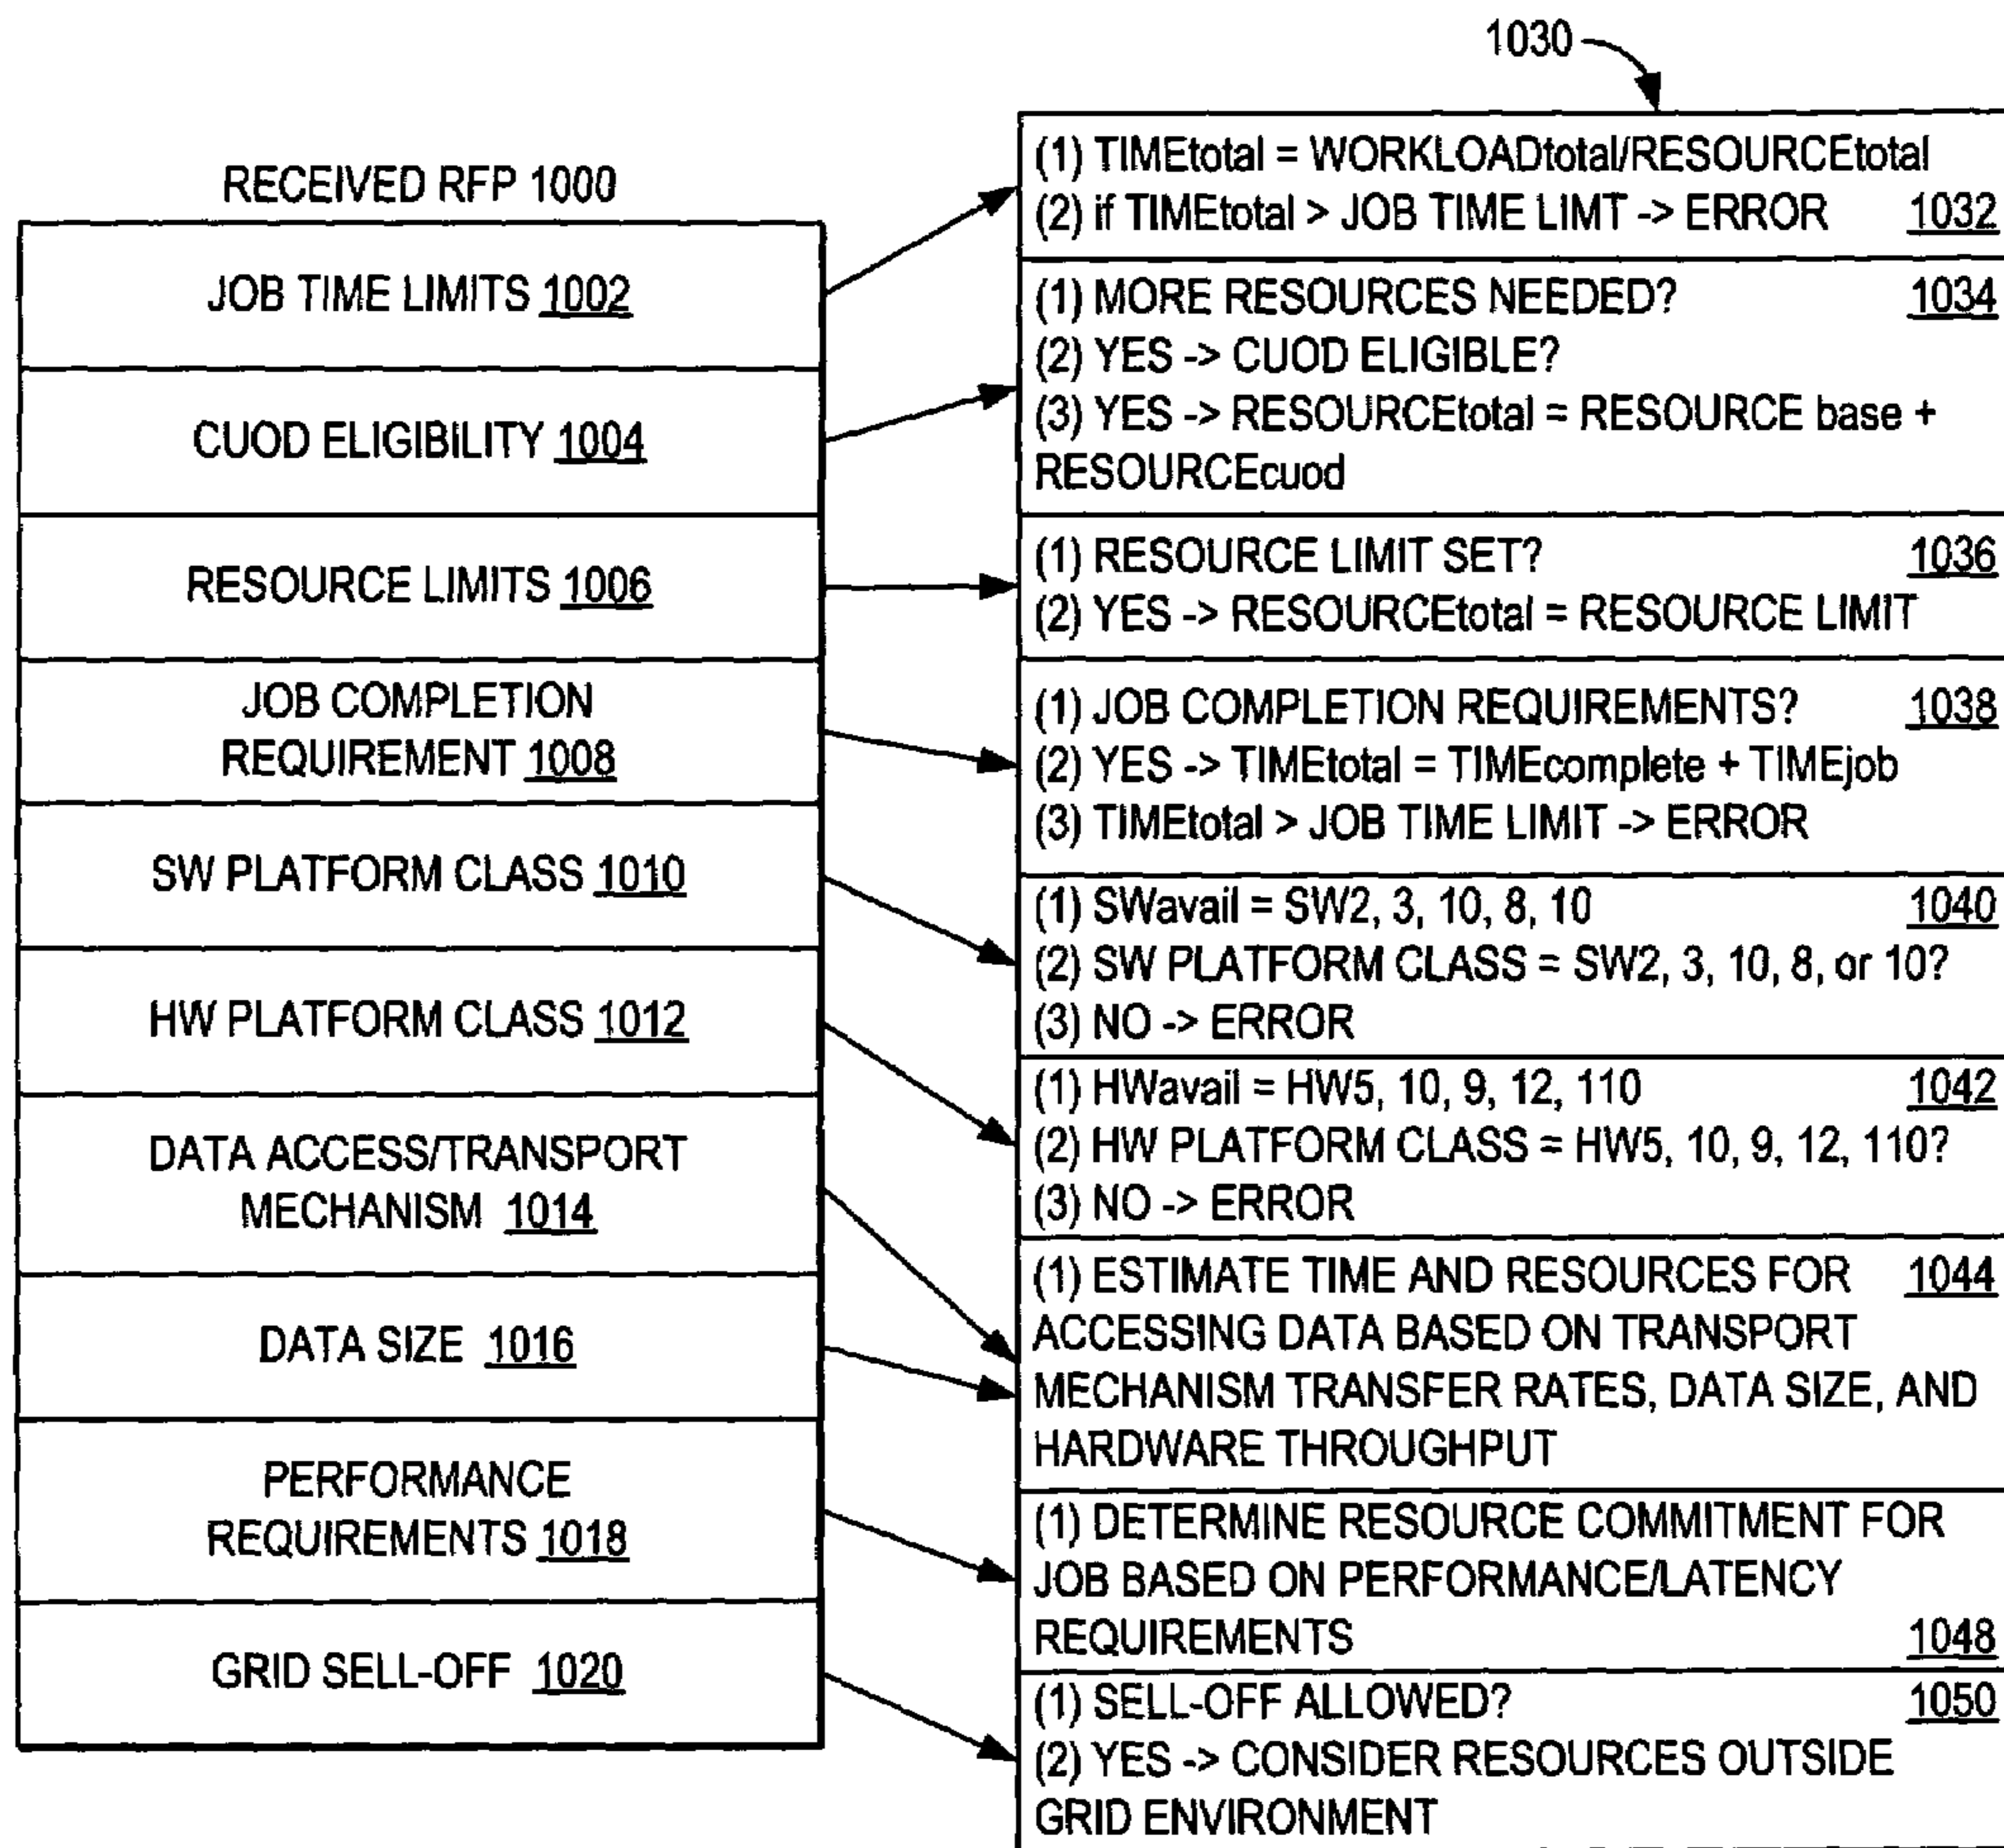 1030
RECEIVED RFP 1000
JOB TIME LIMITS 1002
CUOD ELIGIBILITY 1004
RESOURCE LIMITS 1006
JOB COMPLETION
REQUIREMENT 1008
SW PLATFORM CLASS 1010
HW PLATFORM CLASS 1012
DATA ACCESS/TRANSPORT
MECHANISM 1014
DATA SIZE 1016
PERFORMANCE
REQUIREMENTS 1018
GRID SELL-OFF 1020
(1) TIMEtotal = WORKLOADtotal/RESOURCEtotal
(2) if TIMEtotal > JOB TIME LIMT -> ERROR 1032
(1) MORE RESOURCES NEEDED? 1034
(2) YES -> CUOD ELIGIBLE?
(3) YES -> RESOURCEtotal = RESOURCE base +
RESOURCEcuod
(1) RESOURCE LIMIT SET? 1036
(2) YES -> RESOURCEtotal = RESOURCE LIMIT
(1) JOB COMPLETION REQUIREMENTS? 1038
(2) YES -> TIMEtotal = TIMEcomplete + TIMEjob
(3) TIMEtotal > JOB TIME LIMIT -> ERROR
(1) SWavail = SW2, 3, 10, 8, 10 1040
(2) SW PLATFORM CLASS = SW2, 3, 10, 8, or 10?
(3) NO -> ERROR
(1) HWavail = HW5, 10, 9, 12, 110 1042
(2) HW PLATFORM CLASS = HW5, 10, 9, 12, 110?
(3) NO -> ERROR
(1) ESTIMATE TIME AND RESOURCES FOR 1044
ACCESSING DATA BASED ON TRANSPORT
MECHANISM TRANSFER RATES, DATA SIZE, AND
HARDWARE THROUGHPUT
(1) DETERMINE RESOURCE COMMITMENT FOR
JOB BASED ON PERFORMANCE/LATENCY
REQUIREMENTS 1048
(1) SELL-OFF ALLOWED? 1050
(2) YES -> CONSIDER RESOURCES OUTSIDE
GRID ENVIRONMENT